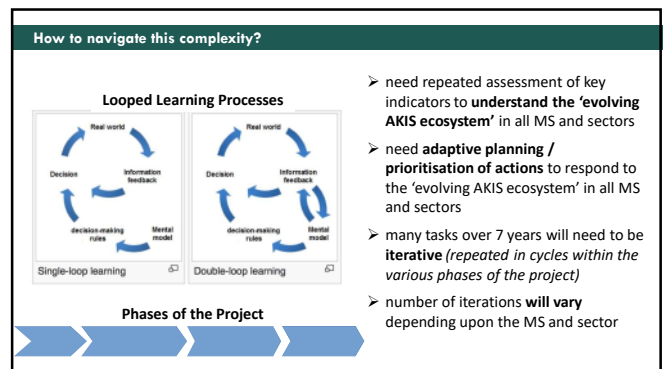 How to navigate this complexity?
Looped Learning Processes
Real world
Decision
Information
feedback
decision-making
rules
Mental
model
Single-loop learning
Real world
Decision
Information
feedback
decision-making
rules
Mental
model
Double-loop learning
Phases of the Project
➢ need repeated assessment of key
indicators to understand the ‘evolving
AKIS ecosystem’ in all MS and sectors
➢ need adaptive planning /
prioritisation of actions to respond to
the ‘evolving AKIS ecosystem’ in all MS
and sectors
➢ many tasks over 7 years will need to be
iterative (repeated in cycles within the
various phases of the project)
➢ number of iterations will vary
depending upon the MS and sector